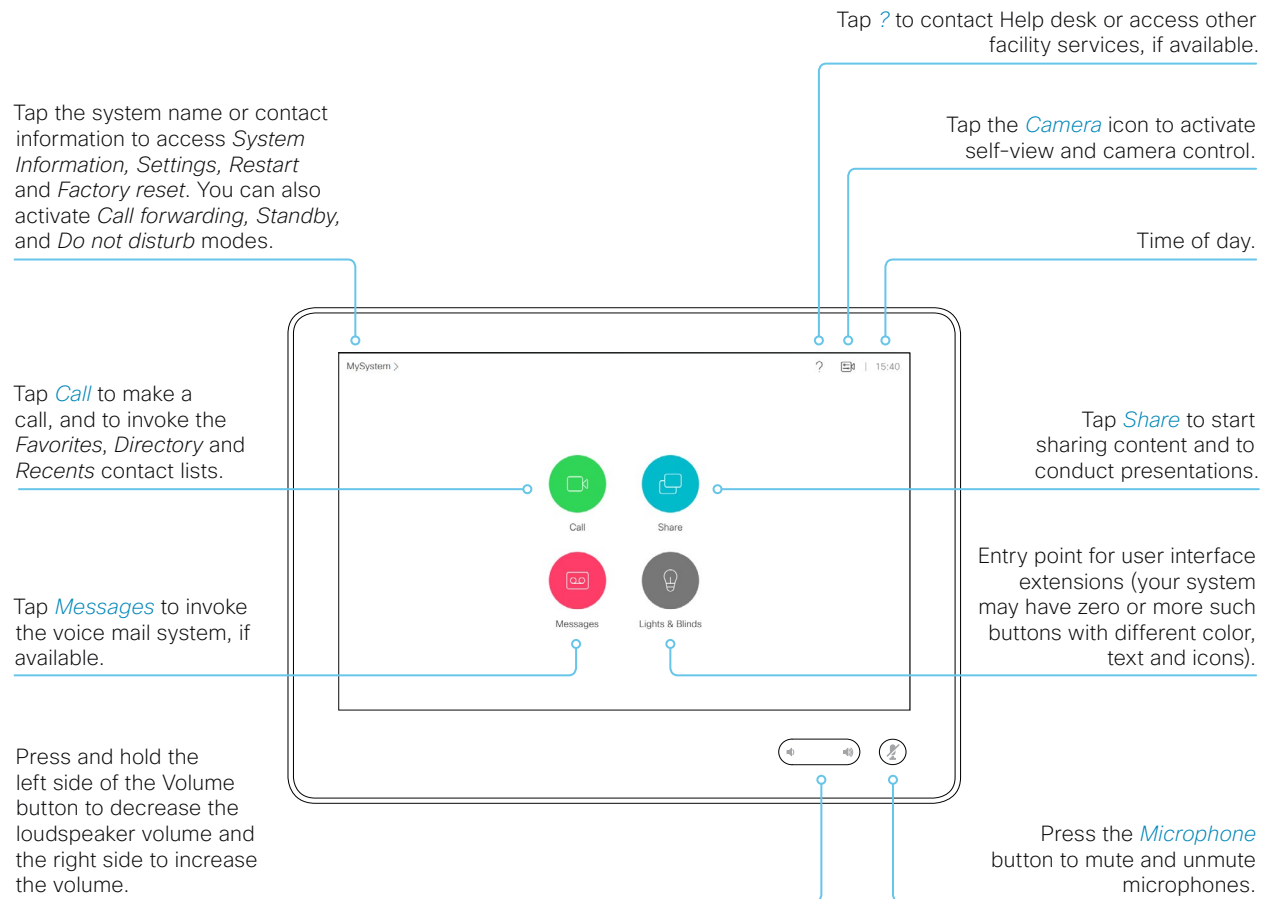 Tap ? to contact Help desk or access other
facility services, if available.
Tap the system name or contact
information to access System
Information, Settings, Restart
and Factory reset. You can also
activate Call forwarding, Standby,
and Do not disturb modes.
Tap the Camera icon to activate
self-view and camera control.
Time of day.
MySystem >
? | 15:40
Tap Call to make a
call, and to invoke the
Favorites, Directory and
Recents contact lists.
Tap Share to start
sharing content and to
conduct presentations.
Call
Share
Messages
Lights & Blinds
Tap Messages to invoke
the voice mail system, if
available.
Entry point for user interface
extensions (your system
may have zero or more such
buttons with different color,
text and icons).
Press and hold the
left side of the Volume
button to decrease the
loudspeaker volume and
the right side to increase
the volume.
Press the Microphone
button to mute and unmute
microphones.